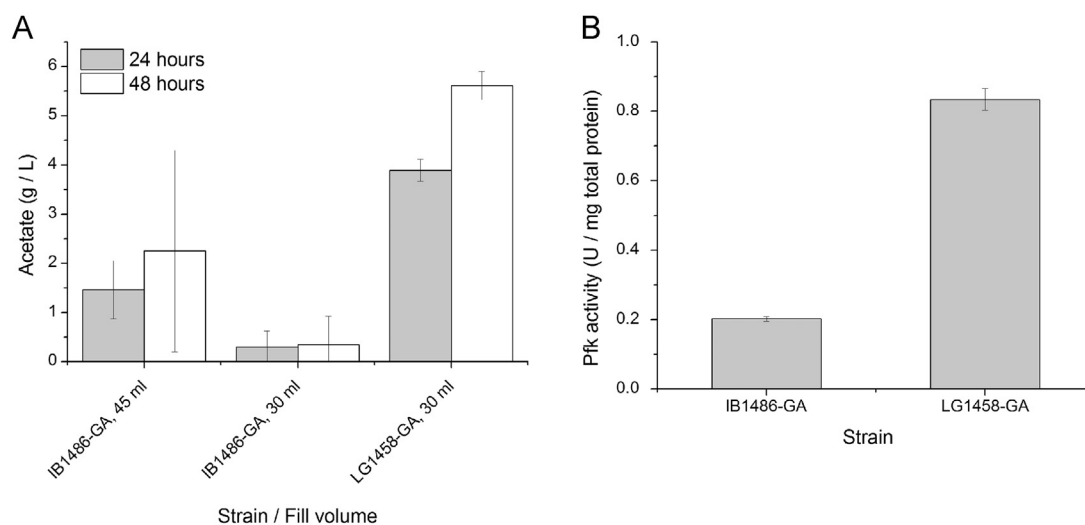 A
24 hours
48 hours
Acetate (g / L)
6
5
4
3
2
1
0
IB1486-GA, 45 ml
IB1486-GA, 30 ml
LG1458-GA, 30 ml
Strain / Fill volume
B
Pfk activity (U / mg total protein)
1.0
0.8
0.6
0.4
0.2
0.0
IB1486-GA
LG1458-GA
Strain